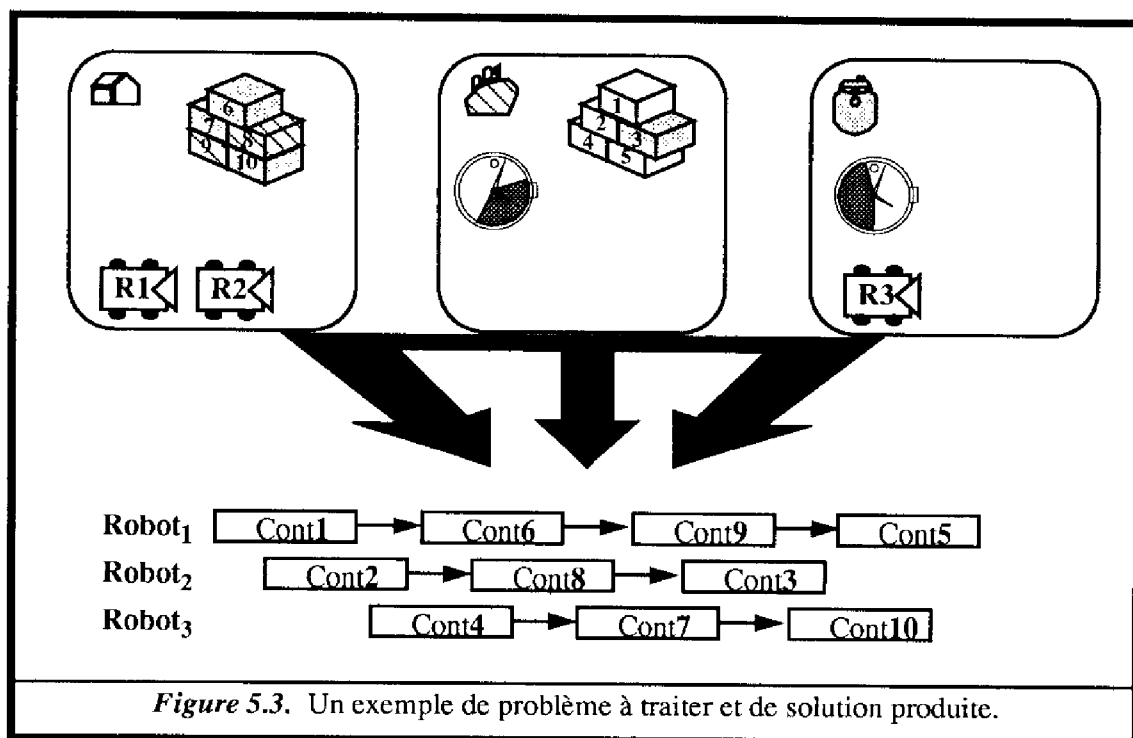 6
7 8
9 10
R1 R2
1
2 3
4 5
R3
Robot1 Cont1 Cont6 Cont9 Cont5
Robot2 Cont2 Cont8 Cont3
Robot3 Cont4 Cont7 Cont10
Figure 5.3. Un exemple de problème à traiter et de solution produite.